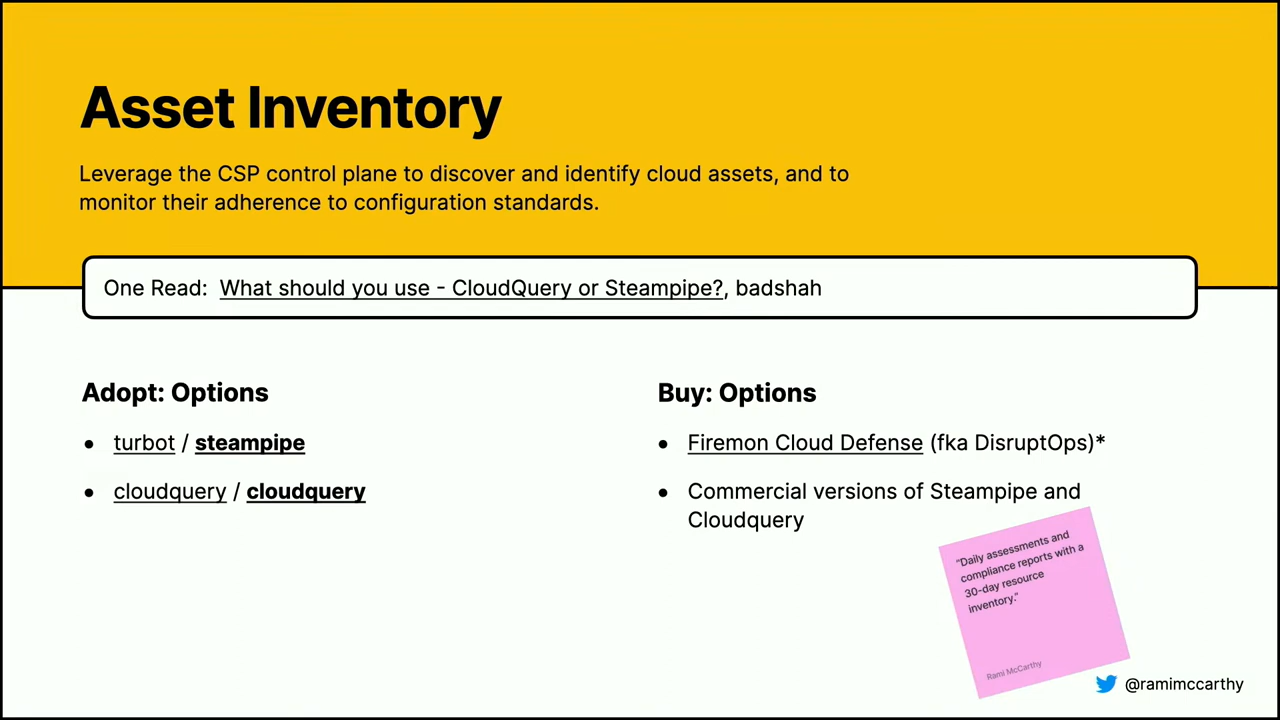 Asset Inventory
Leverage the CSP control plane to discover and identify cloud assets, and to
monitor their adherence to configuration standards.
One Read: What should you use - CloudQuery or Steampipe?, badshah
Adopt: Options
• turbot / steampipe
• cloudquery / cloudquery
Buy: Options
• Firemon Cloud Defense (fka DisruptOps)*
• Commercial versions of Steampipe and
Cloudquery
“Daily assessments and
compliance reports with a
30-day resource
inventory.”
Rami McCarthy
@ramimccarthy